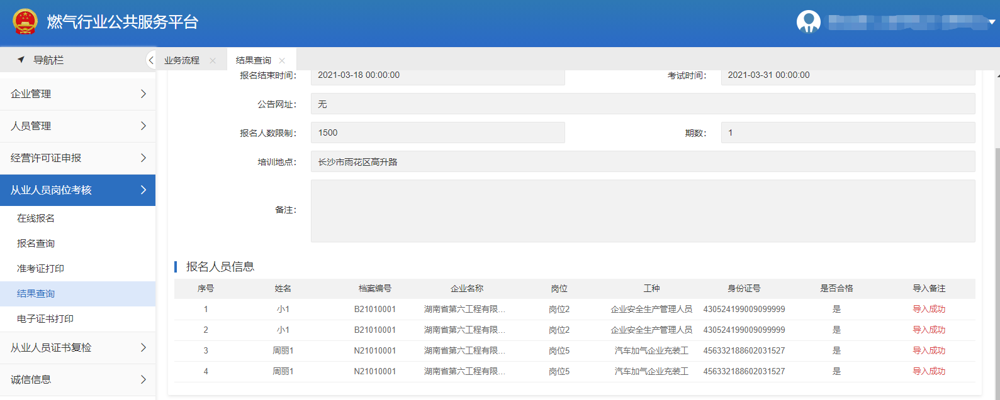 燃气行业公共服务平台
导航栏
业务流程
结果查询
企业管理
人员管理
经营许可证申报
从业人员岗位考核
在线报名
报名查询
准考证打印
结果查询
电子证书打印
从业人员证书复检
诚信信息
报名结束时间: 2021-03-18 00:00:00 考试时间: 2021-03-31 00:00:00
公告网址: 无
报名人数限制: 1500 期数: 1
培训地点: 长沙市雨花区高升路
备注:
报名人员信息
序号 姓名 档案编号 企业名称 岗位 工种 身份证号 是否合格 导入备注
1 小1 B21010001 湖南省第六工程有限... 岗位2 企业安全生产管理人员 430524199009099999 是 导入成功
2 小1 B21010001 湖南省第六工程有限... 岗位2 企业安全生产管理人员 430524199009099999 是 导入成功
3 周丽1 N21010001 湖南省第六工程有限... 岗位5 汽车加气企业充装工 456332188602031527 是 导入成功
4 周丽1 N21010001 湖南省第六工程有限... 岗位5 汽车加气企业充装工 456332188602031527 是 导入成功